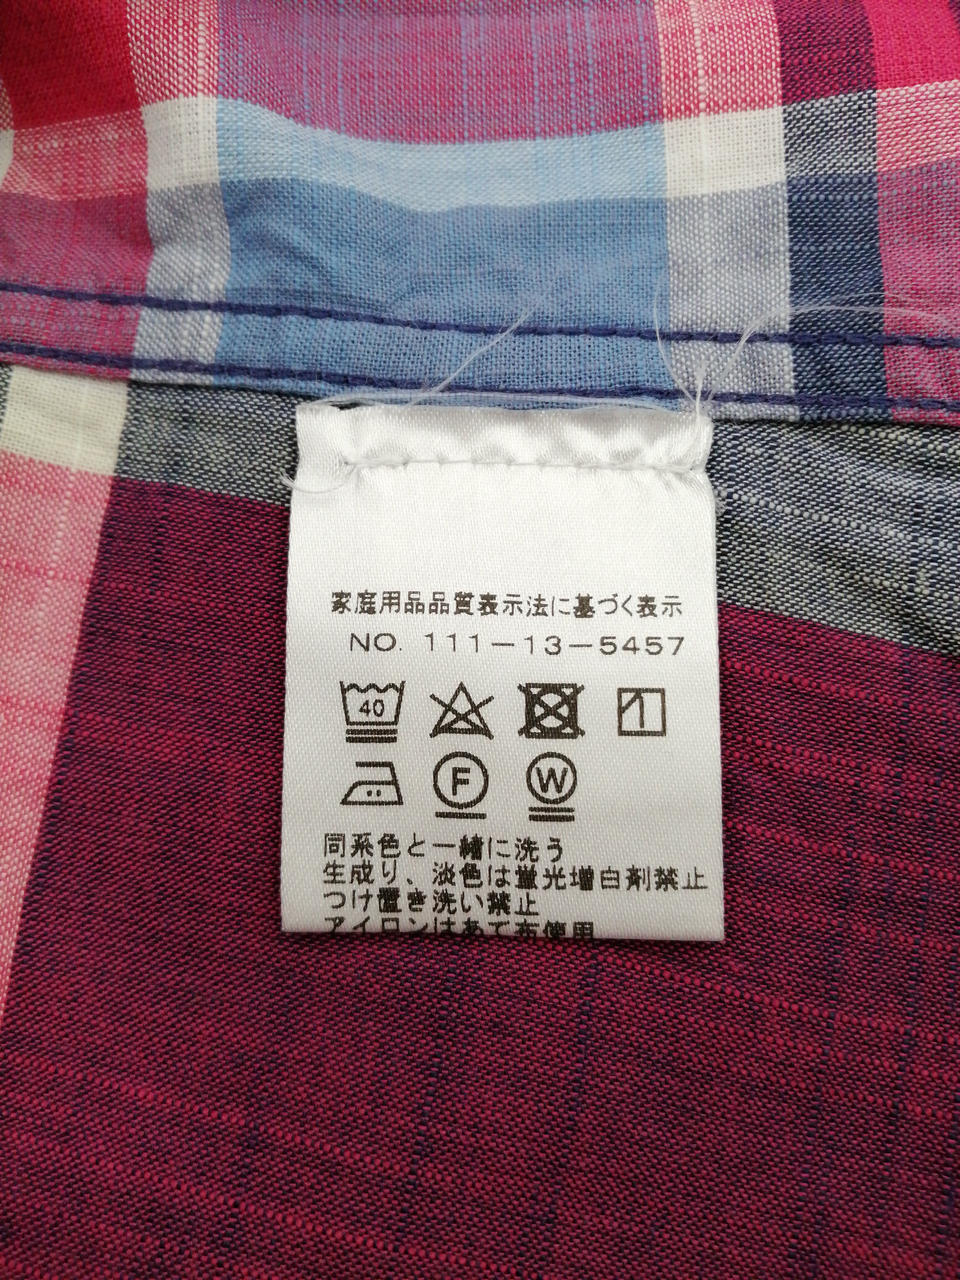 家庭用品品質表示法に基づく表示
NO. 111－13－5457
40
F W
同系色と一緒に洗う
生成り、淡色は蛍光増白剤禁止
つけ置き洗い禁止
アイロンはあて布使用